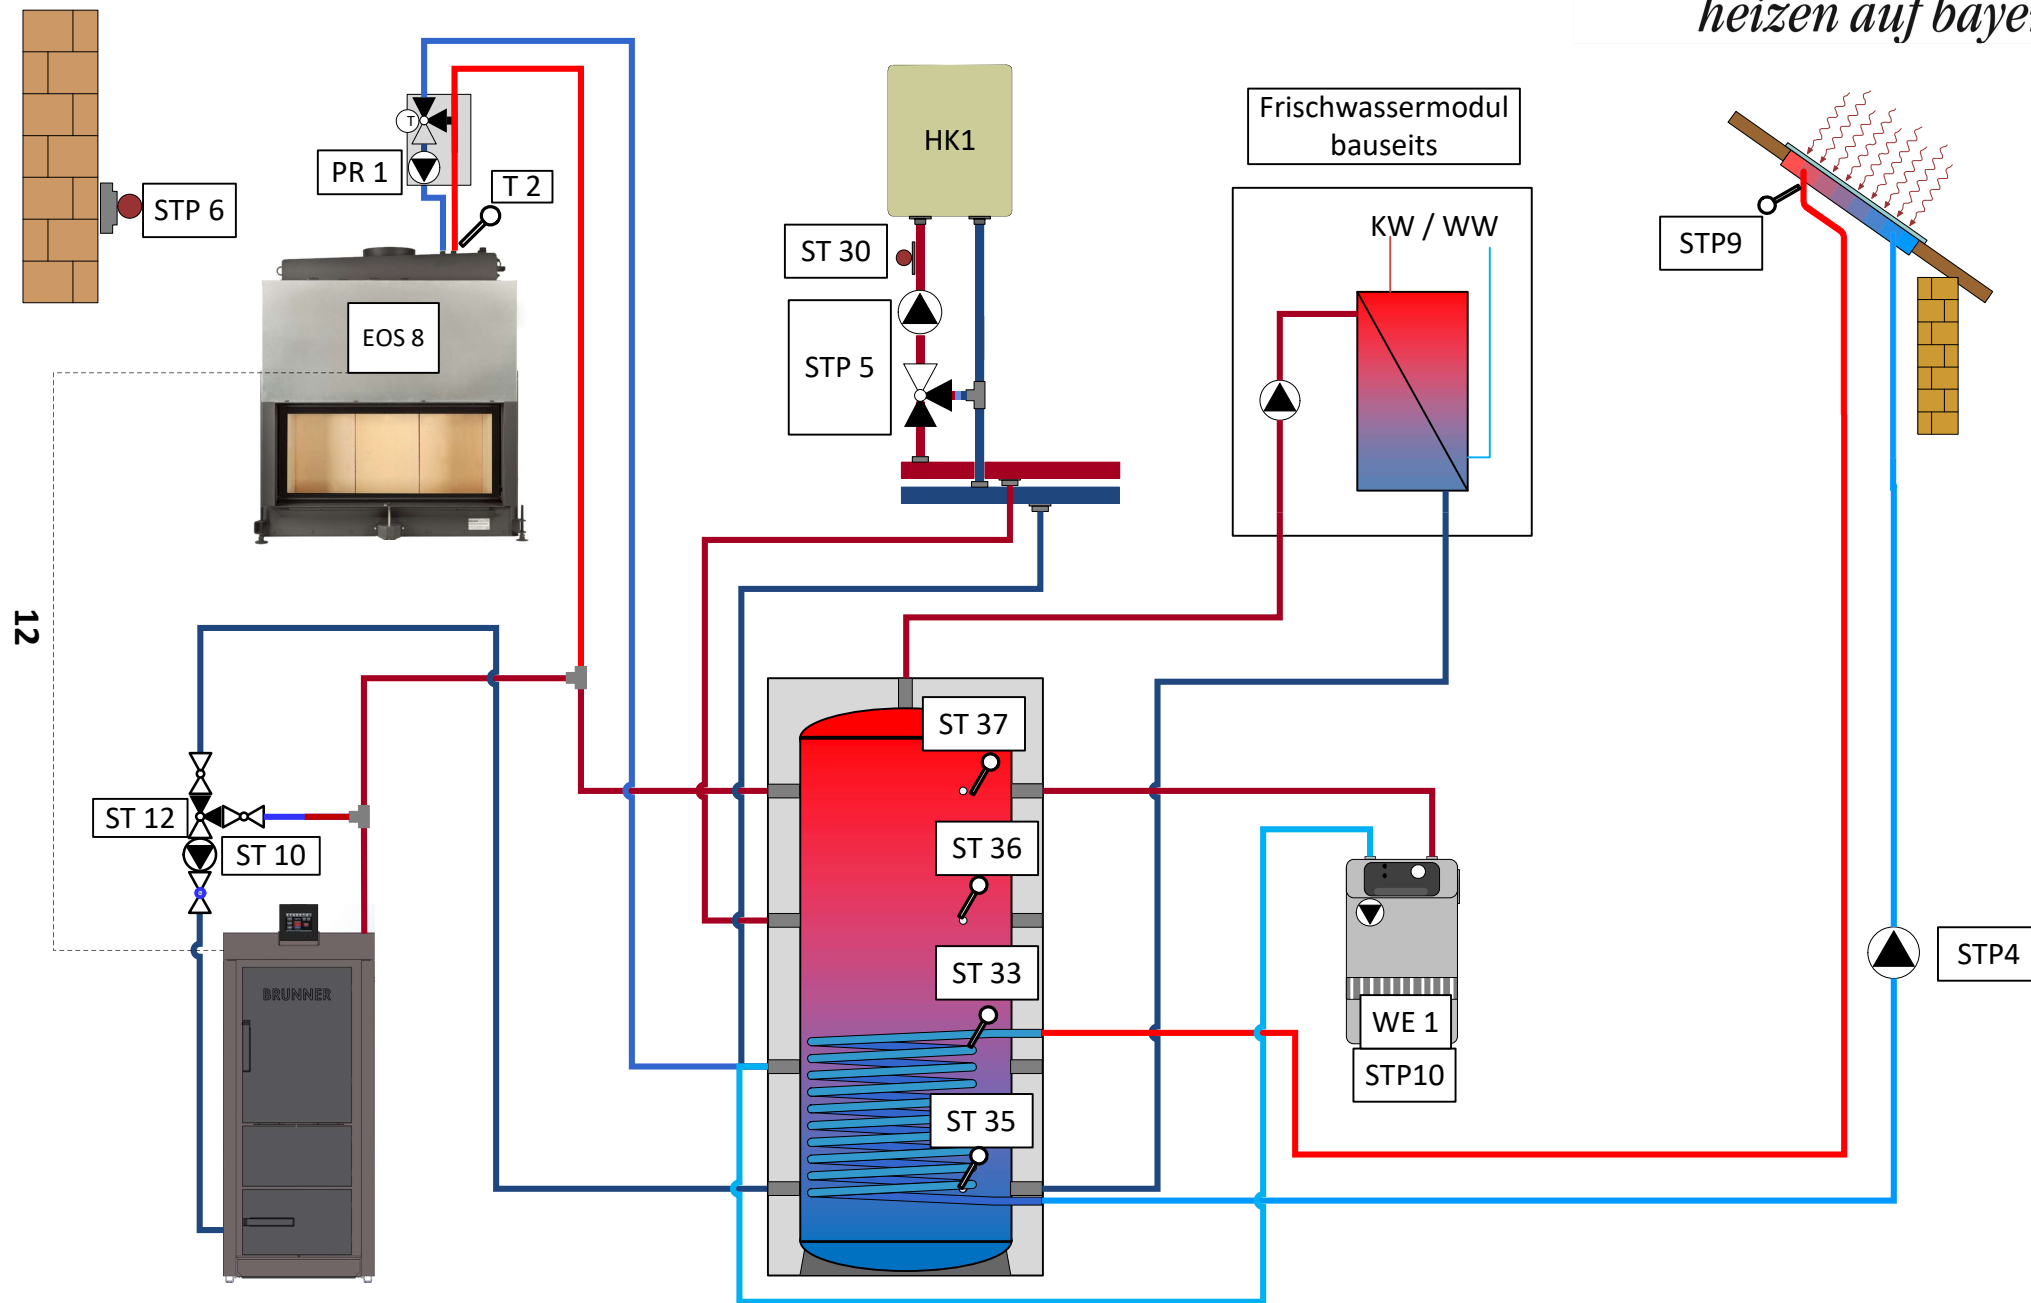 heizen auf baye
STP 6
PR 1
T
T 2
EOS 8
HK1
ST 30
STP 5
Frischwassermodul
bauseits
KW / WW
STP9
12
ST 12
ST 10
BRUNNER
ST 37
ST 36
ST 33
ST 35
WE 1
STP10
STP4